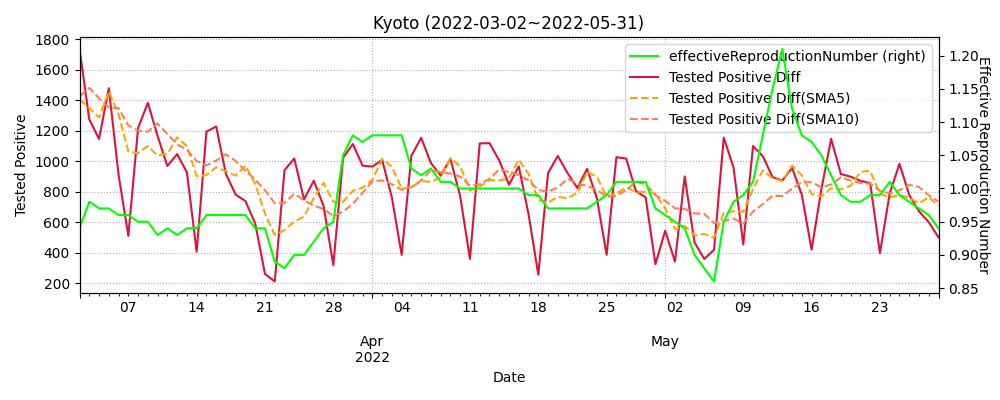 Kyoto (2022-03-02~2022-05-31)
effectiveReproductionNumber (right)
Tested Positive Diff
Tested Positive Diff(SMA5)
Tested Positive Diff(SMA10)
Tested Positive
1800
1600
1400
1200
1000
800
600
400
200
Effective Reproduction Number
1.20
1.15
1.10
1.05
1.00
0.95
0.90
0.85
07 14 21 28 04 11 18 25 02 09 16 23
Apr May
2022
Date